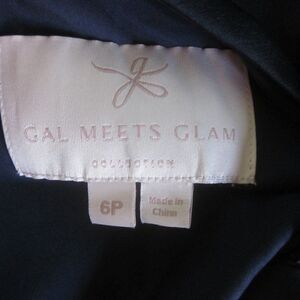 g
GAL MEETS GLAM
COLLECTION
6P
Made in
China